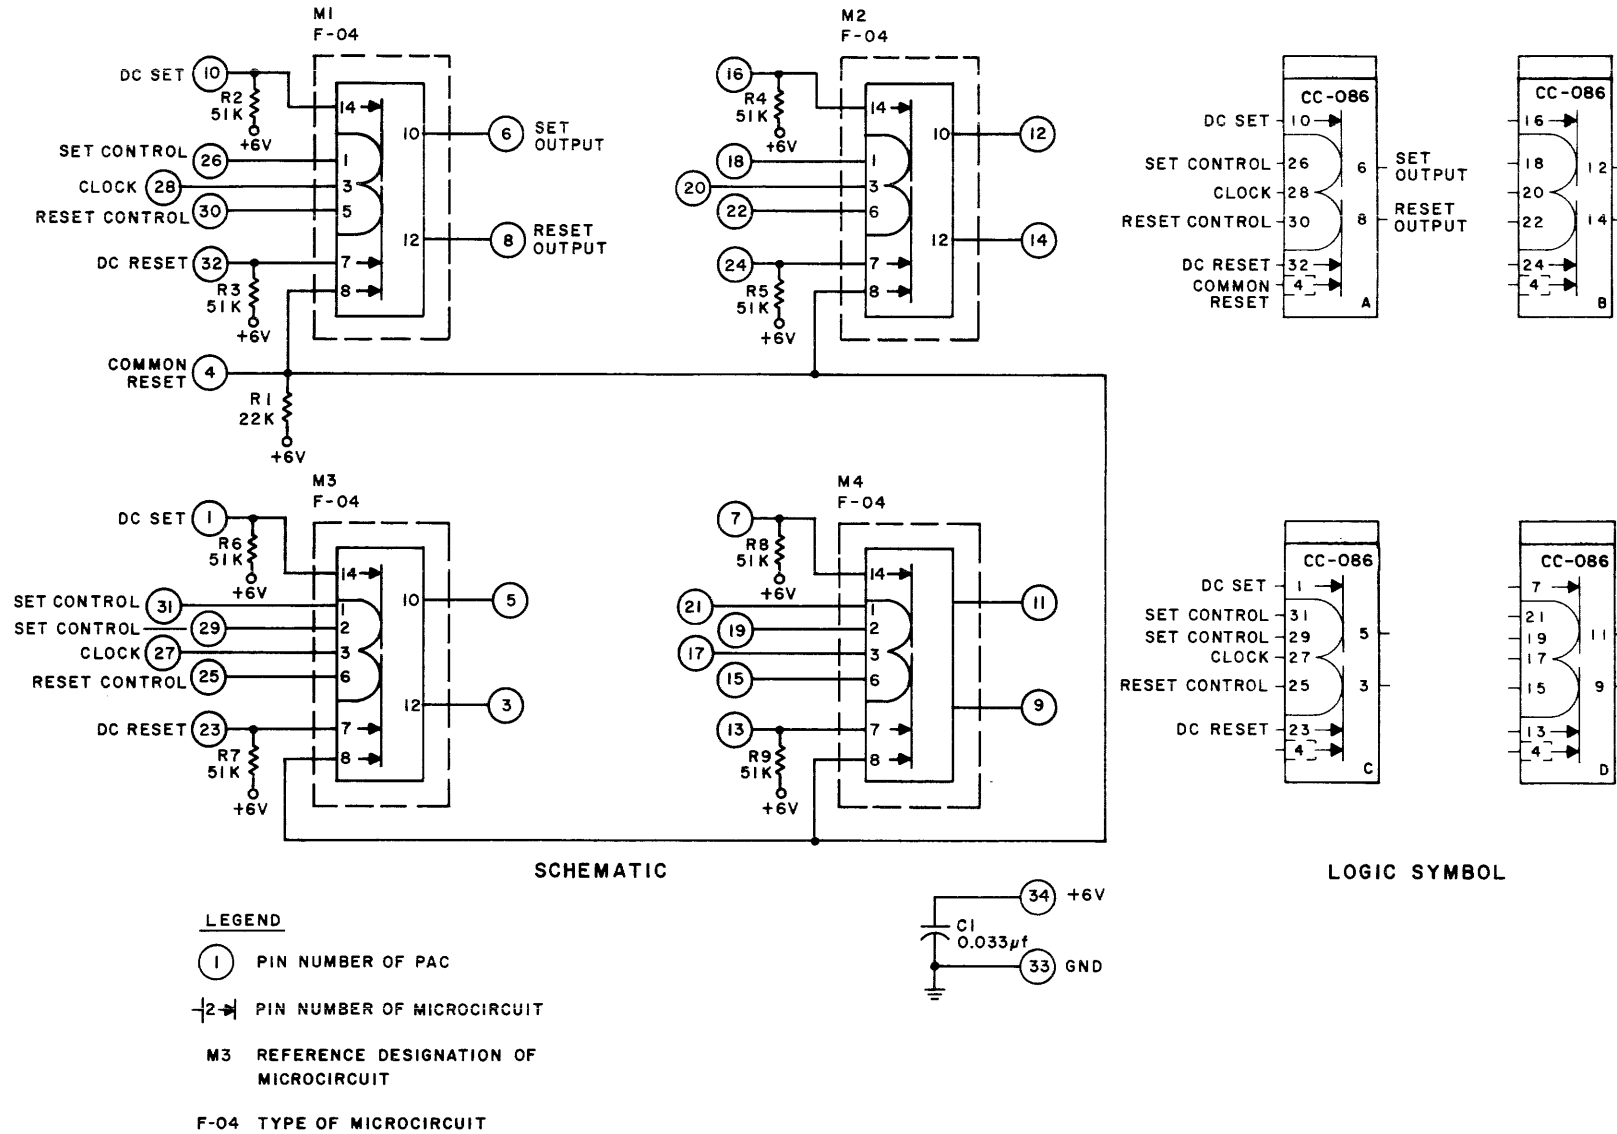 M1
F-04
DC SET 10
R2
51K
+6V
14
10
6 SET
OUTPUT
SET CONTROL 26
1
CLOCK 28
3
RESET CONTROL 30
5
12
8 RESET
OUTPUT
DC RESET 32
7
R3
51K
+6V
8
COMMON
RESET 4
R1
22K
+6V
M2
F-04
16
R4
51K
+6V
14
10
12
18
1
20
3
22
6
12
14
24
7
R5
51K
+6V
8
M3
F-04
DC SET 1
R6
51K
+6V
14
10
5
SET CONTROL 31
1
SET CONTROL 29
2
CLOCK 27
3
RESET CONTROL 25
6
12
3
DC RESET 23
7
R7
51K
+6V
8
M4
F-04
7
R8
51K
+6V
14
11
21
1
19
2
17
3
15
6
9
13
7
R9
51K
+6V
8
SCHEMATIC
CC-086
DC SET 10
SET CONTROL 26
6 SET
OUTPUT
CLOCK 28
RESET CONTROL 30
8 RESET
OUTPUT
DC RESET 32
COMMON
RESET 4
A
CC-086
16
18
12
20
22
14
24
4
B
CC-086
DC SET 1
SET CONTROL 31
SET CONTROL 29
5
CLOCK 27
RESET CONTROL 25
3
DC RESET 23
4
C
CC-086
7
21
19
11
17
15
9
13
4
D
LOGIC SYMBOL
34 +6V
C1
0.033µf
33 GND
LEGEND
1 PIN NUMBER OF PAC
2 PIN NUMBER OF MICROCIRCUIT
M3 REFERENCE DESIGNATION OF
MICROCIRCUIT
F-04 TYPE OF MICROCIRCUIT